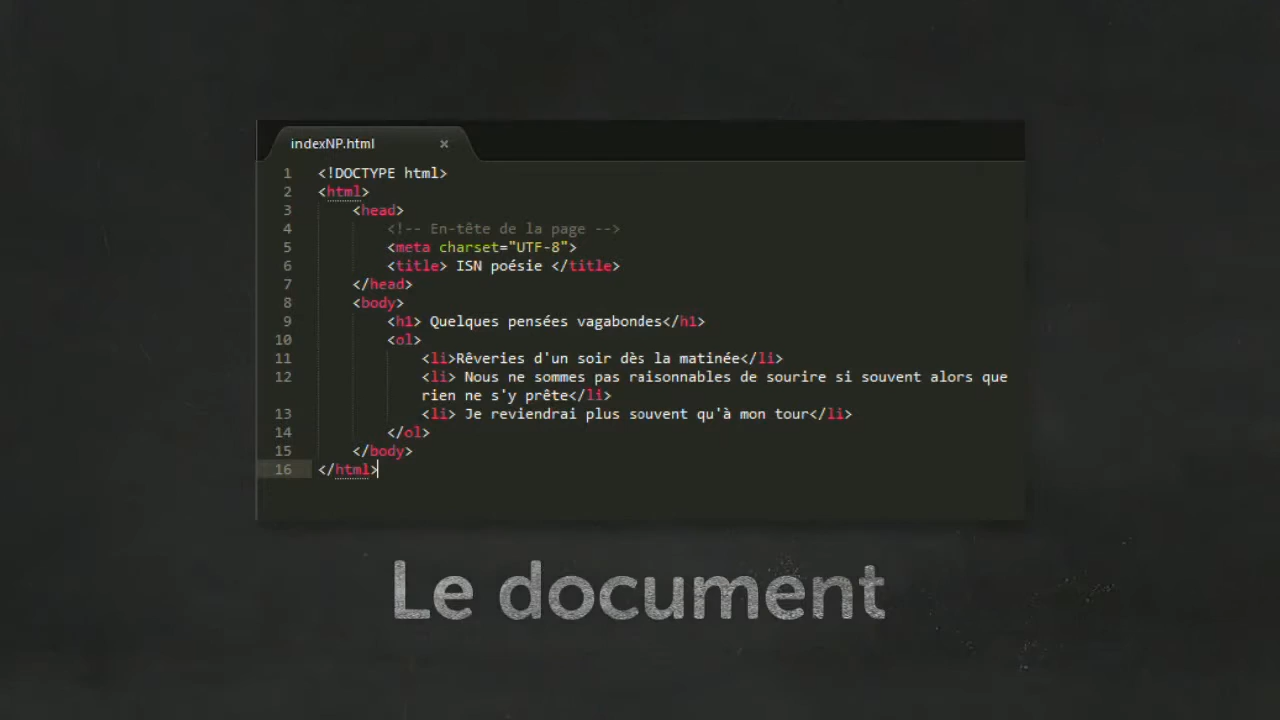 indexNP.html ×
1 <!DOCTYPE html>
2 <html>
3 <head>
4 <!-- En-tête de la page -->
5 <meta charset="UTF-8">
6 <title> ISN poésie </title>
7 </head>
8 <body>
9 <h1> Quelques pensées vagabondes</h1>
10 <ol>
11 <li>Rêveries d'un soir dès la matinée</li>
12 <li> Nous ne sommes pas raisonnables de sourire si souvent alors que
rien ne s'y prête</li>
13 <li> Je reviendrai plus souvent qu'à mon tour</li>
14 </ol>
15 </body>
16 </html>
Le document